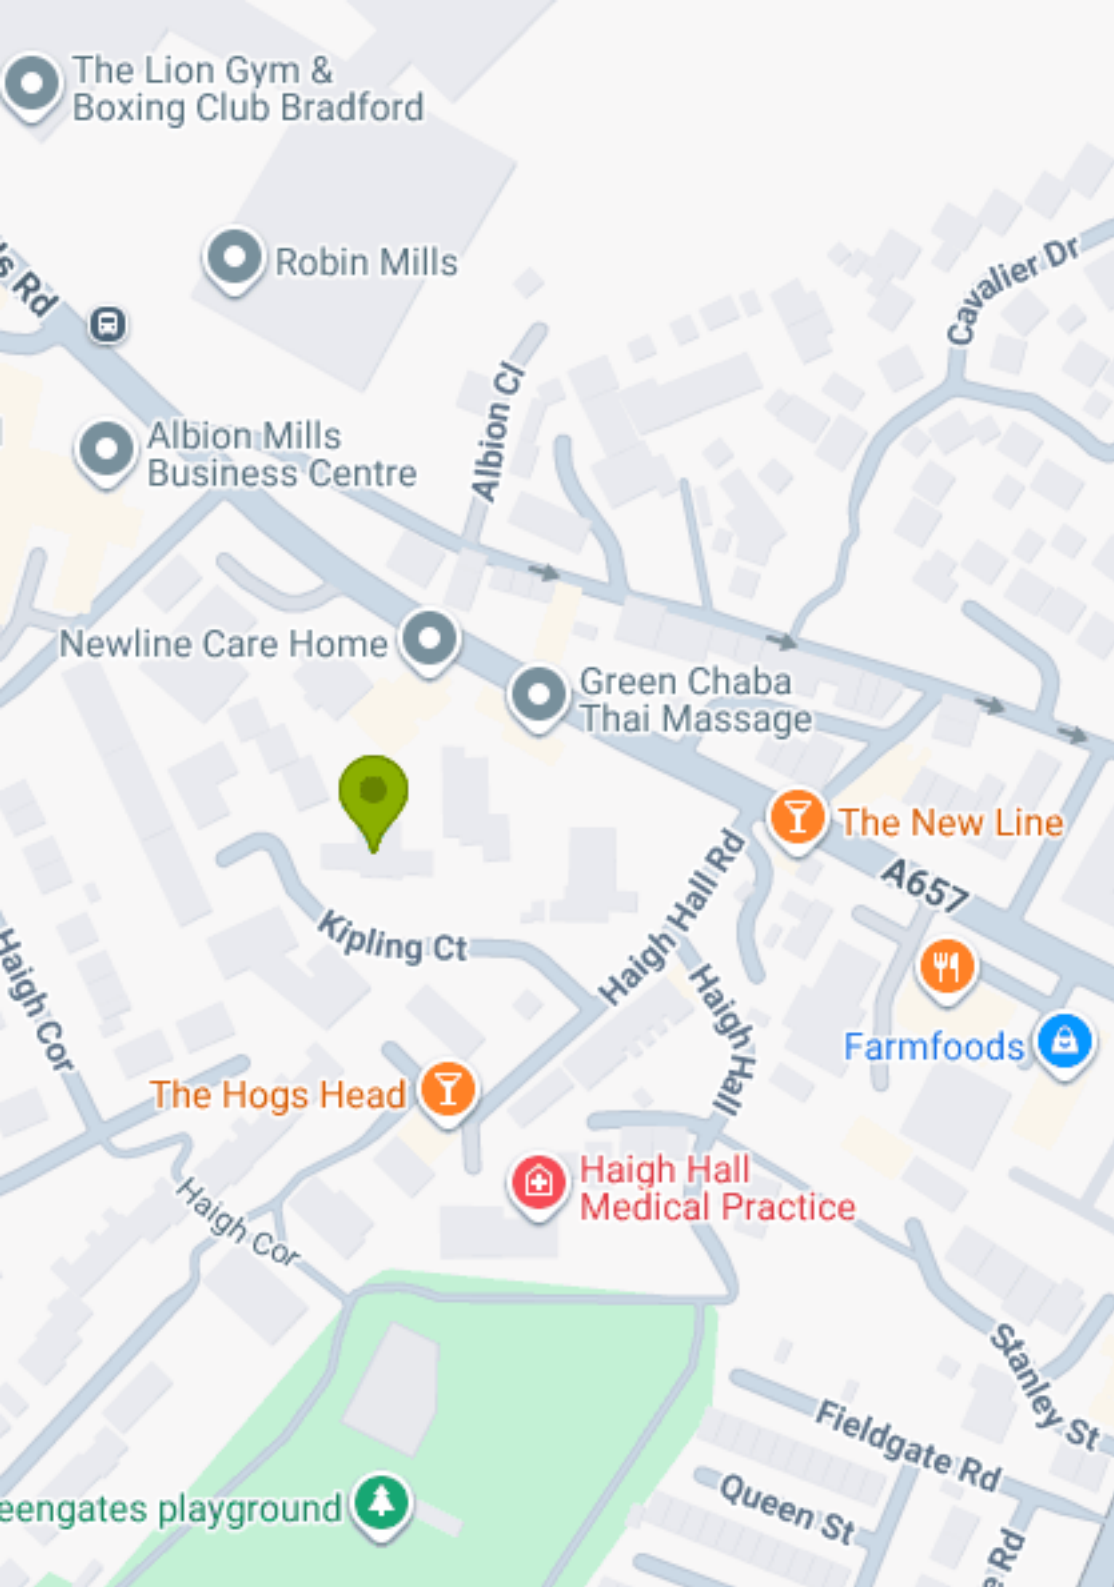 The Lion Gym &
Boxing Club Bradford
Robin Mills
ls Rd
Cavalier Dr
Albion Cl
Albion Mills
Business Centre
Newline Care Home
Green Chaba
Thai Massage
The New Line
Haigh Hall Rd
A657
Kipling Ct
Haigh Cor
Haigh Hall
Farmfoods
The Hogs Head
Haigh Hall
Medical Practice
Haigh Cor
Stanley St
Fieldgate Rd
Queen St
eengates playground
e Rd